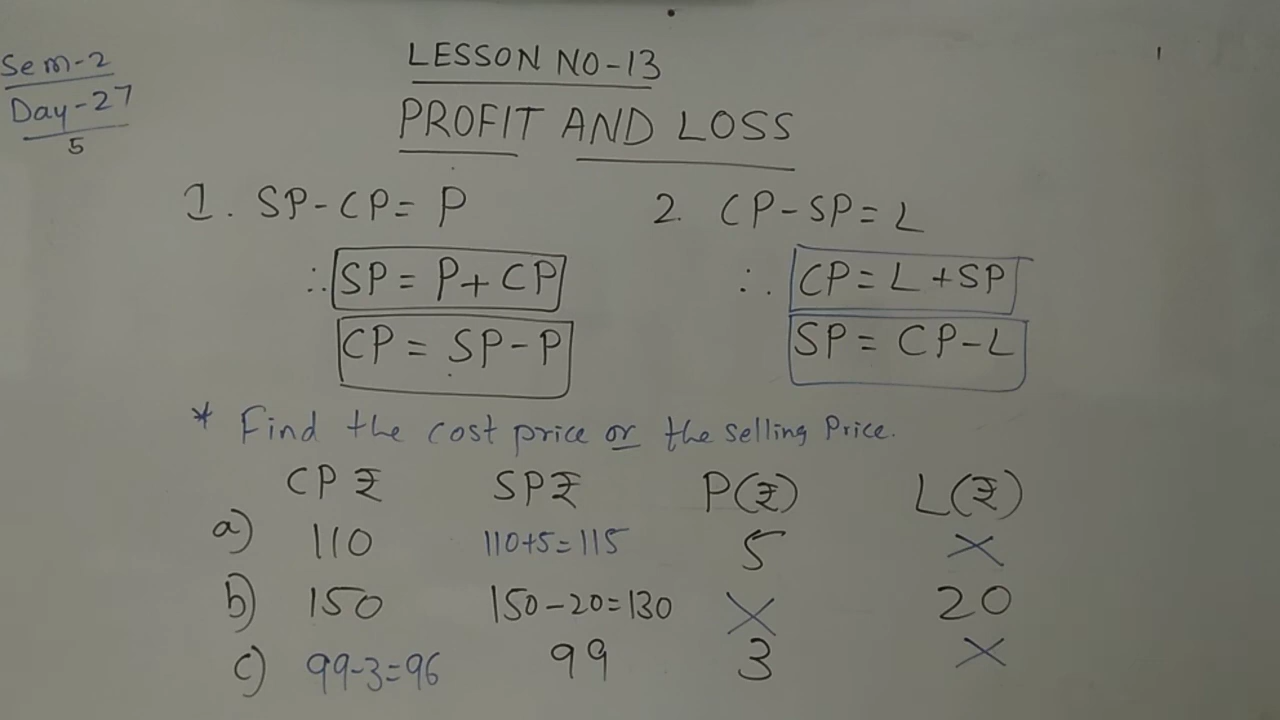 Sem-2
Day-27
5
LESSON NO-13
PROFIT AND LOSS
1. SP-CP= P
∴ SP = P+ CP
CP = SP-P
2. CP-SP= L
∴ CP= L +SP
SP= CP-L
* Find the cost price or the selling Price.
CP ₹ SP₹ P(₹) L(₹)
a) 110 110+5=115 5 X
b) 150 150-20=130 X 20
c) 99-3=96 99 3 X